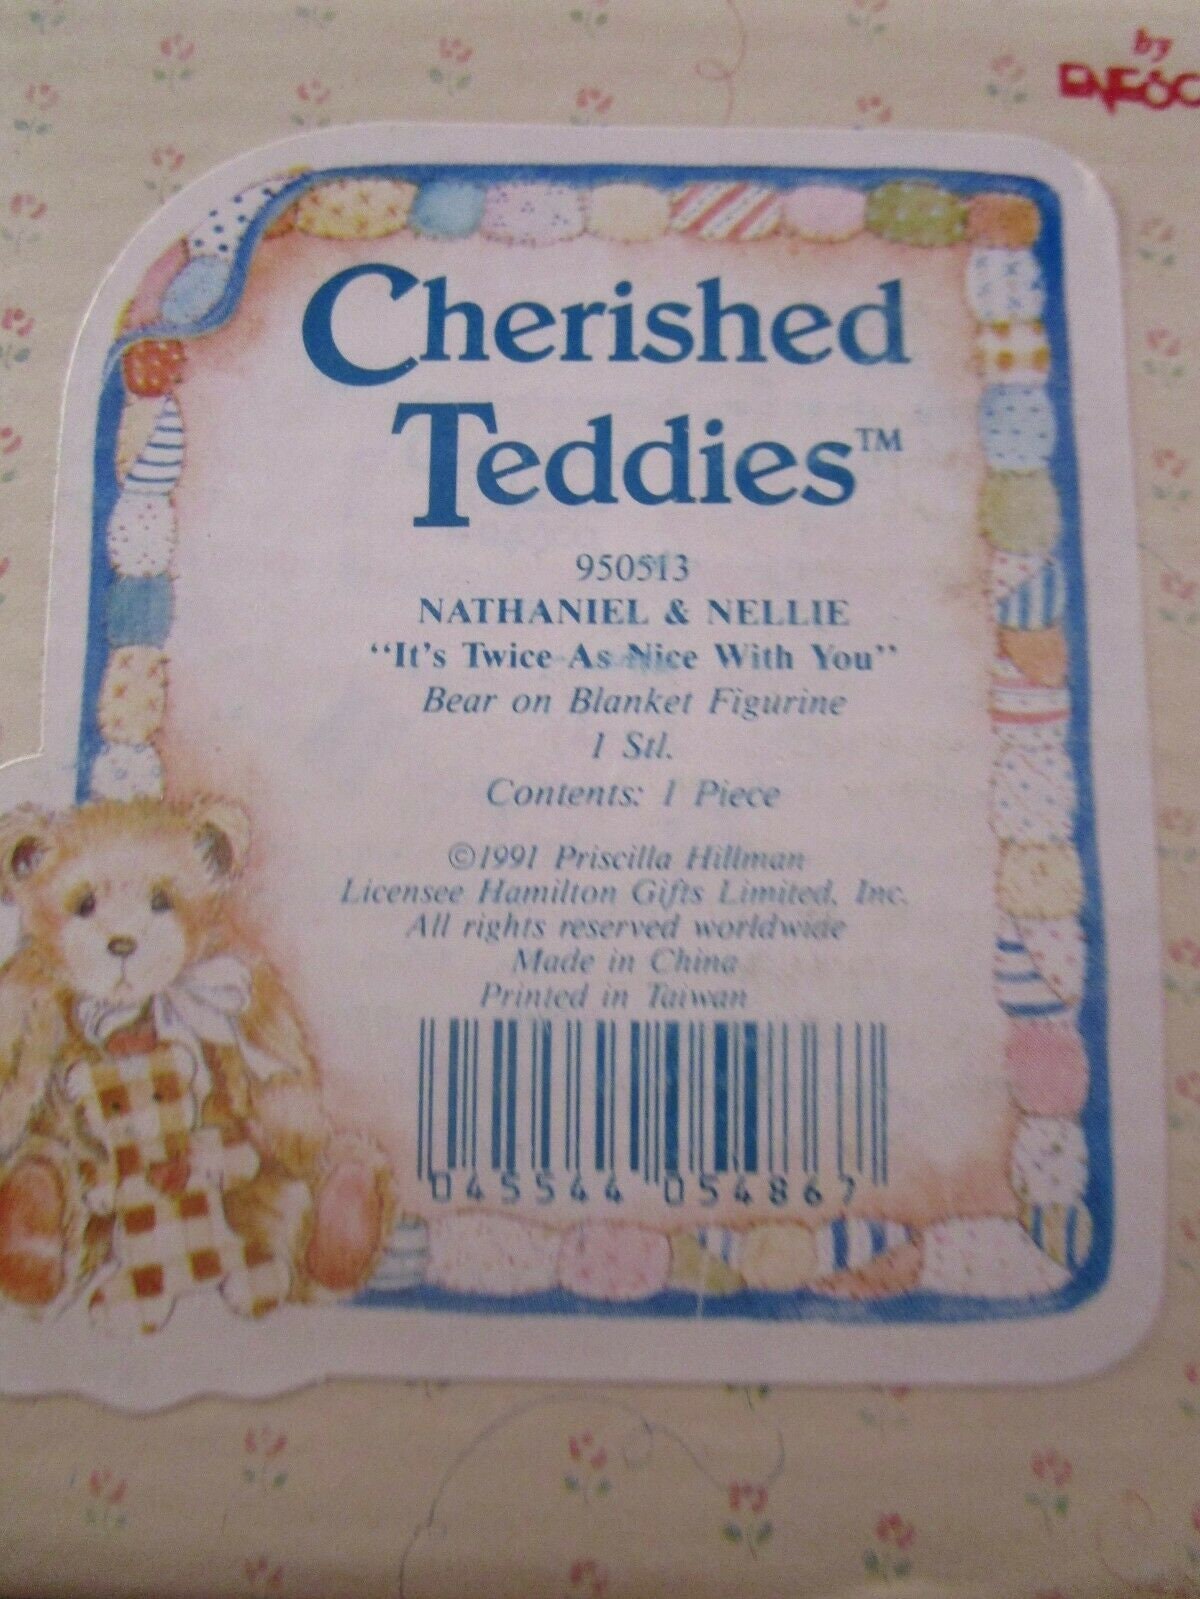 by
Cherished
Teddies™
950513
NATHANIEL & NELLIE
“It's Twice As Nice With You”
Bear on Blanket Figurine
1 Stl.
Contents: 1 Piece
©1991 Priscilla Hillman
Licensee Hamilton Gifts Limited, Inc.
All rights reserved worldwide
Made in China
Printed in Taiwan
045544 054867